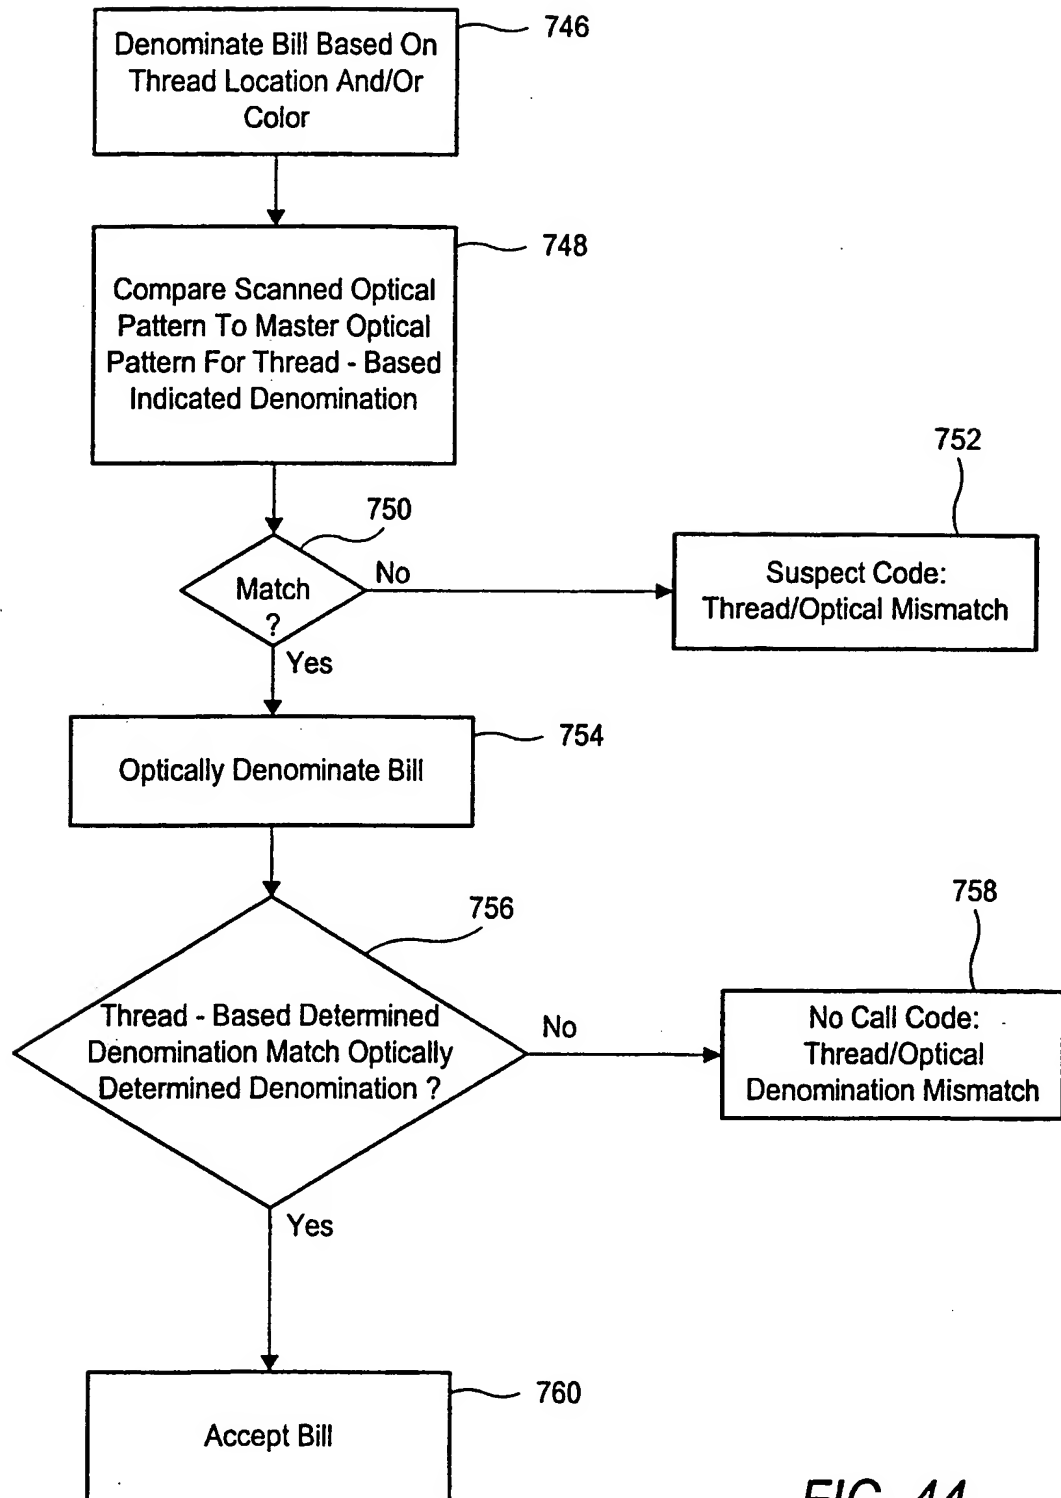 746
Denominate Bill Based On
Thread Location And/Or
Color
748
Compare Scanned Optical
Pattern To Master Optical
Pattern For Thread - Based
Indicated Denomination
750
Match
?
No
Yes
752
Suspect Code:
Thread/Optical Mismatch
754
Optically Denominate Bill
756
Thread - Based Determined
Denomination Match Optically
Determined Denomination ?
No
Yes
758
No Call Code:
Thread/Optical
Denomination Mismatch
760
Accept Bill
FIG. 44